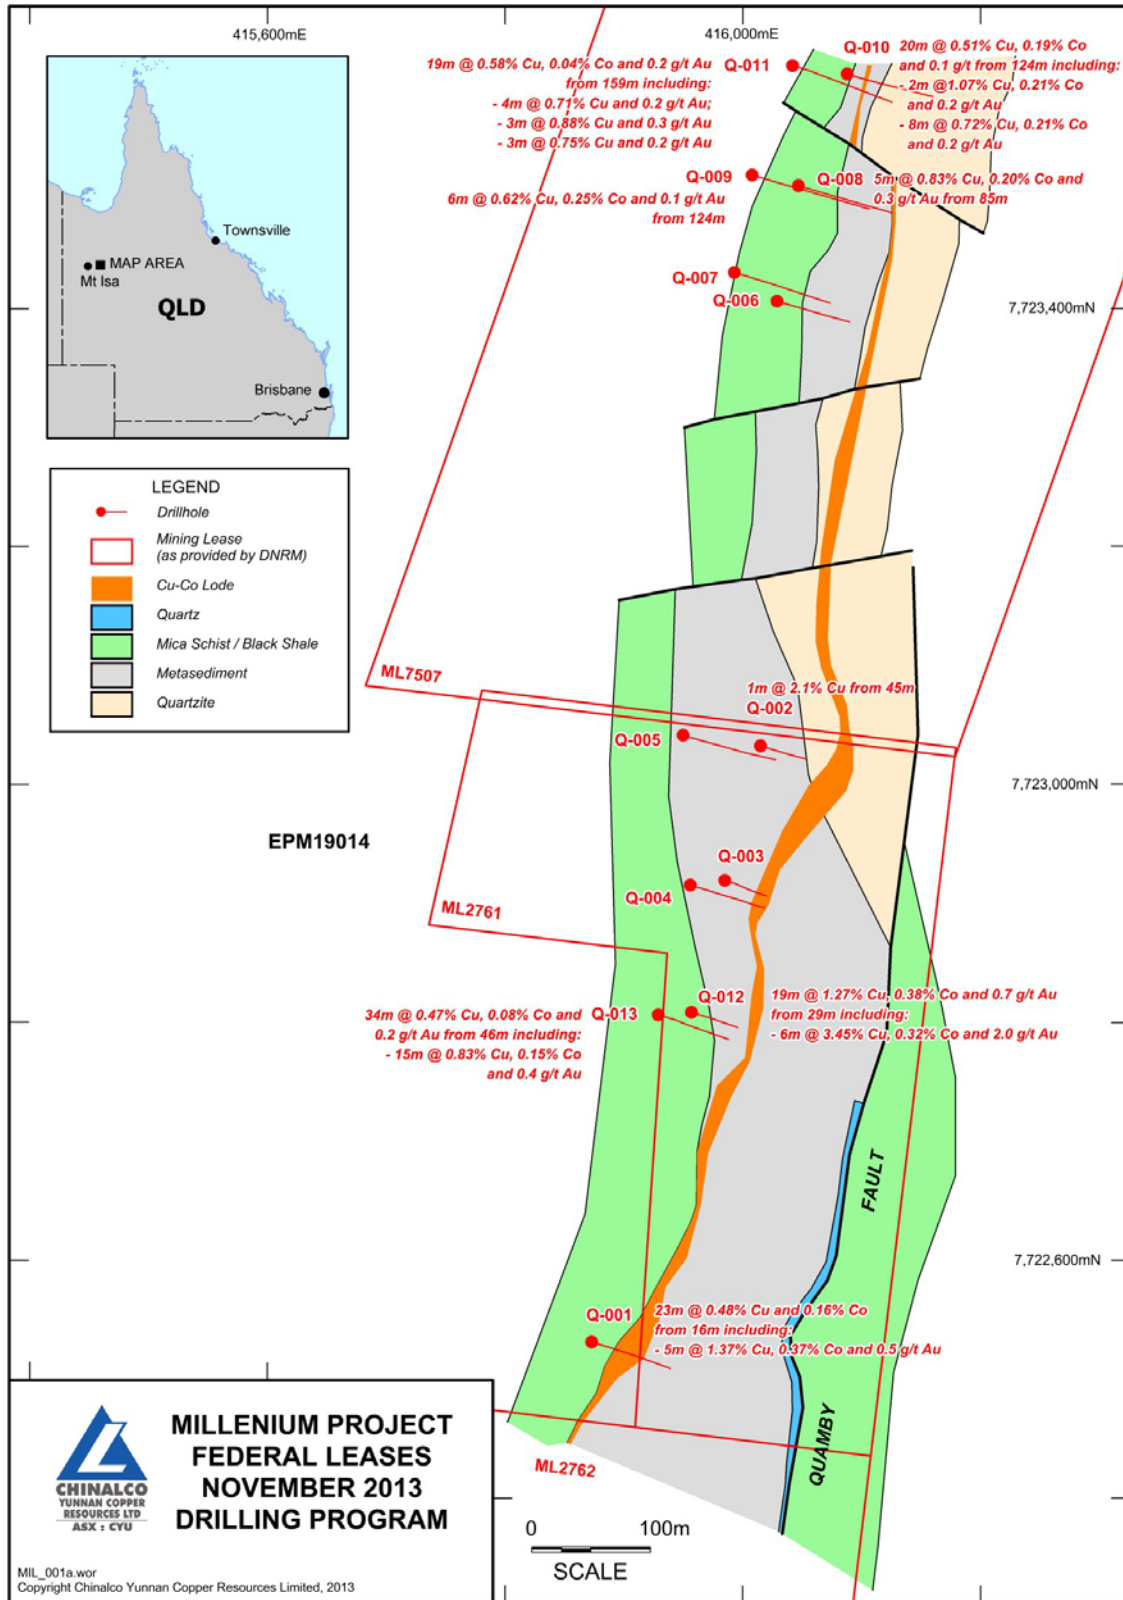 415,600mE
416,000mE
Q-010
20m @ 0.51% Cu, 0.19% Co
and 0.1 g/t from 124m including:
- 2m @1.07% Cu, 0.21% Co
and 0.2 g/t Au
- 8m @ 0.72% Cu, 0.21% Co
and 0.2 g/t Au
19m @ 0.58% Cu, 0.04% Co and 0.2 g/t Au
from 159m including:
- 4m @ 0.71% Cu and 0.2 g/t Au;
- 3m @ 0.88% Cu and 0.3 g/t Au
- 3m @ 0.75% Cu and 0.2 g/t Au
Q-011
Q-009
6m @ 0.62% Cu, 0.25% Co and 0.1 g/t Au
from 124m
Q-008
5m @ 0.83% Cu, 0.20% Co and
0.3 g/t Au from 85m
Q-007
Q-006
7,723,400mN
Townsville
MAP AREA
Mt Isa
QLD
Brisbane
LEGEND
Drillhole
Mining Lease
(as provided by DNRM)
Cu-Co Lode
Quartz
Mica Schist / Black Shale
Metasediment
Quartzite
ML7507
1m @ 2.1% Cu from 45m
Q-002
Q-005
7,723,000mN
EPM19014
Q-003
Q-004
ML2761
Q-012
19m @ 1.27% Cu, 0.38% Co and 0.7 g/t Au
from 29m including:
- 6m @ 3.45% Cu, 0.32% Co and 2.0 g/t Au
34m @ 0.47% Cu, 0.08% Co and
0.2 g/t Au from 46m including:
- 15m @ 0.83% Cu, 0.15% Co
and 0.4 g/t Au
Q-013
FAULT
7,722,600mN
Q-001
23m @ 0.48% Cu and 0.16% Co
from 16m including:
- 5m @ 1.37% Cu, 0.37% Co and 0.5 g/t Au
QUAMBY
ML2762
CHINALCO
YUNNAN COPPER
RESOURCES LTD
ASX : CYU
MILLENIUM PROJECT
FEDERAL LEASES
NOVEMBER 2013
DRILLING PROGRAM
0 100m
SCALE
MIL_001a.wor
Copyright Chinalco Yunnan Copper Resources Limited, 2013